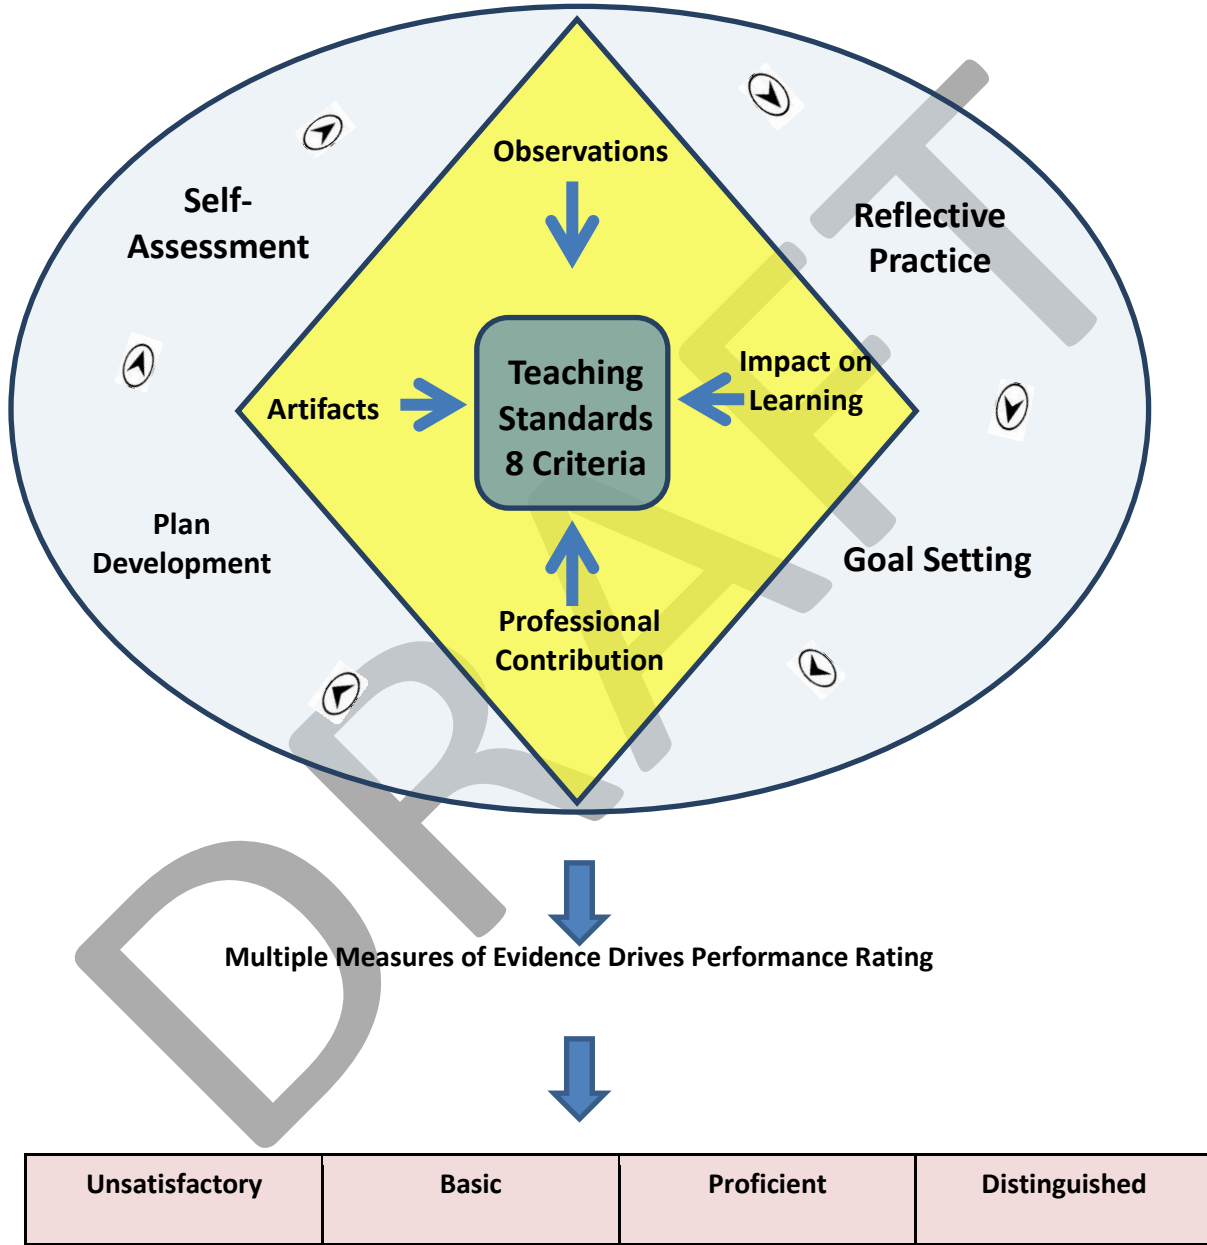 Observations
Self-
Assessment
Reflective
Practice
Teaching
Standards
8 Criteria
Impact on
Learning
Artifacts
Plan
Development
Goal Setting
Professional
Contribution
DRAFT
Multiple Measures of Evidence Drives Performance Rating
Unsatisfactory
Basic
Proficient
Distinguished